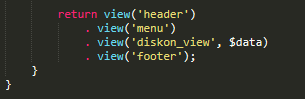 return view('header')
. view('menu')
. view('diskon_view', $data)
. view('footer');
}
}